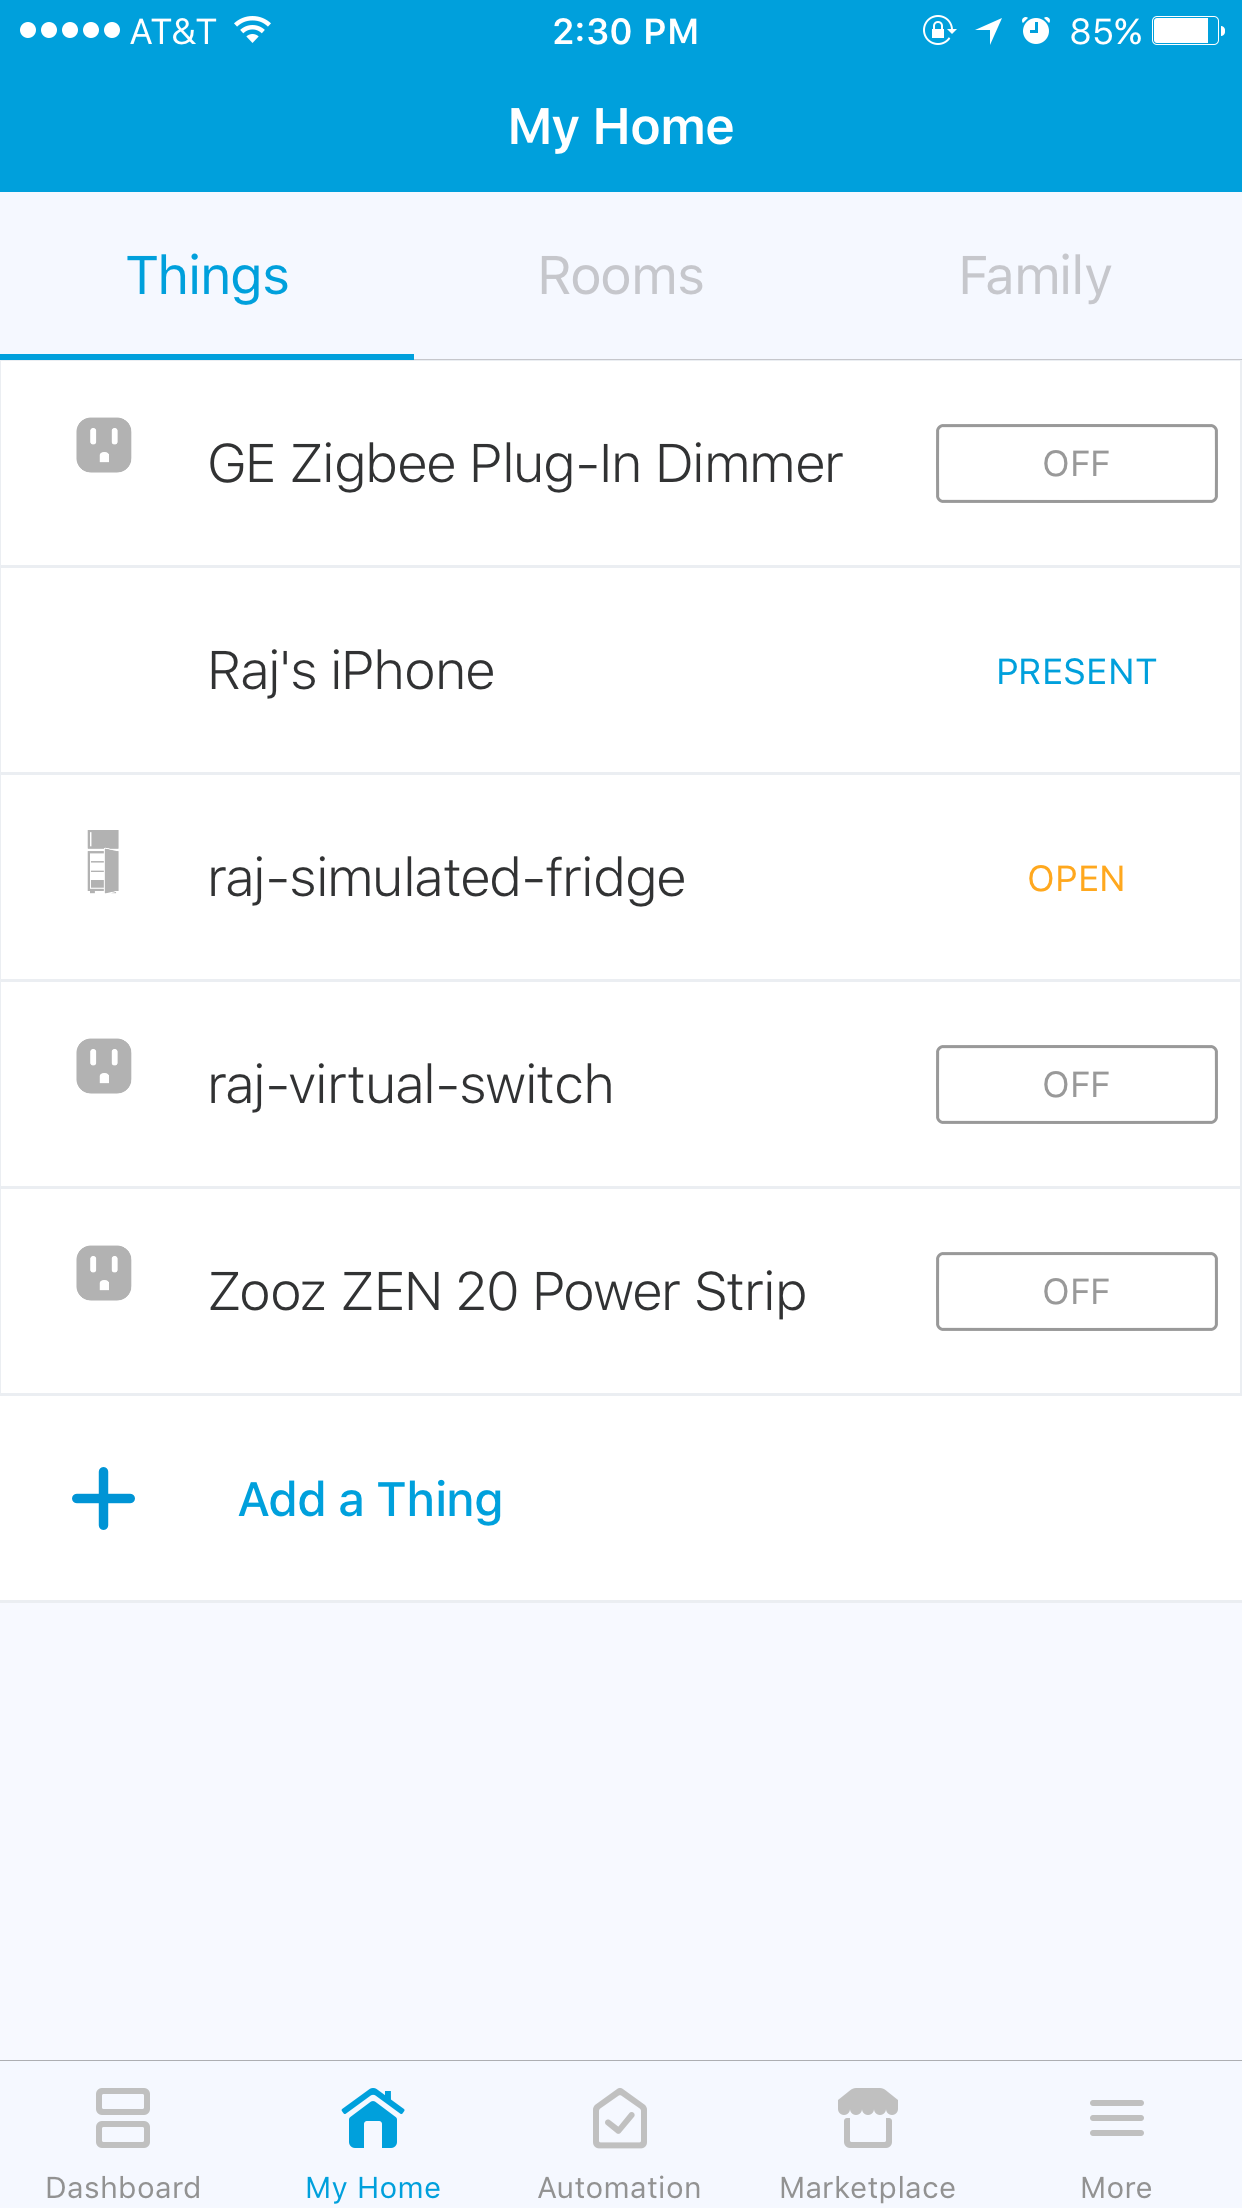 AT&T 2:30 PM 85%
My Home
Things Rooms Family
GE Zigbee Plug-In Dimmer OFF
Raj's iPhone PRESENT
raj-simulated-fridge OPEN
raj-virtual-switch OFF
Zooz ZEN 20 Power Strip OFF
Add a Thing
Dashboard My Home Automation Marketplace More